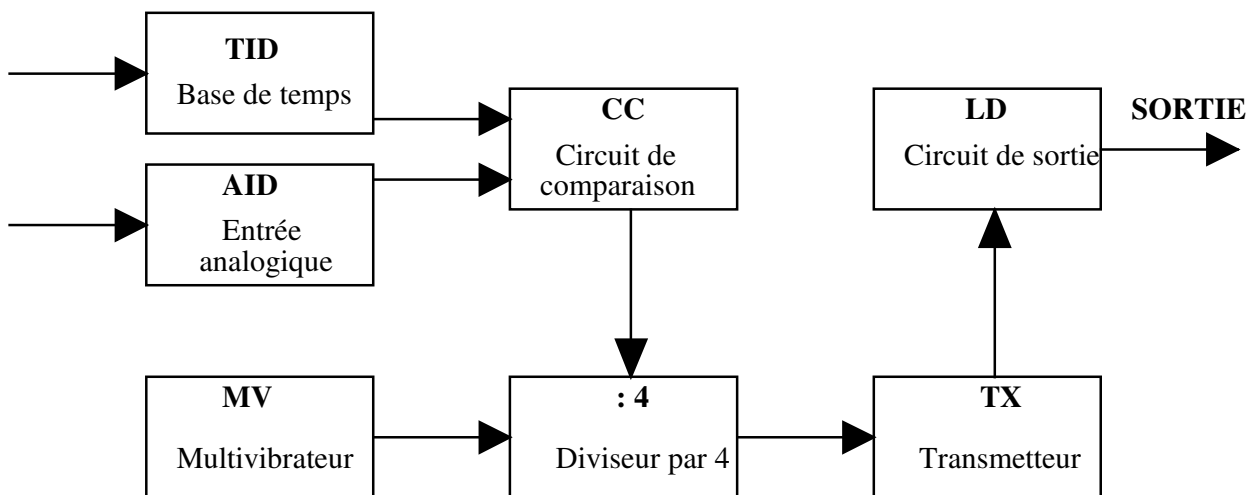 TID
Base de temps
CC
Circuit de
comparaison
LD
Circuit de sortie
SORTIE
AID
Entrée
analogique
MV
Multivibrateur
: 4
Diviseur par 4
TX
Transmetteur